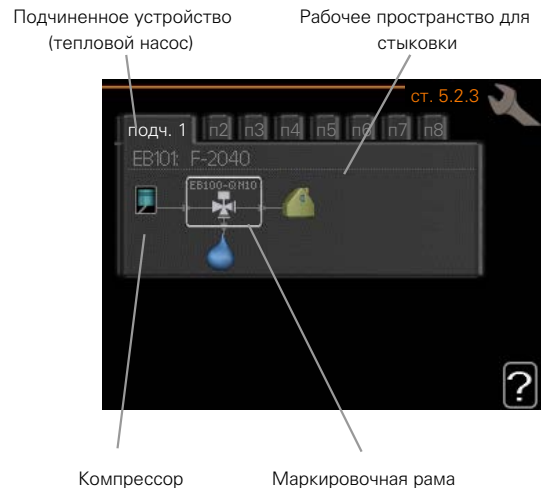 Подчиненное устройство
(тепловой насос)
Рабочее пространство для
стыковки
ст. 5.2.3
подч. 1 п2 п3 п4 п5 п6 п7 п8
EB101: F-2040
EB100-QN10
?
Компрессор
Маркировочная рама